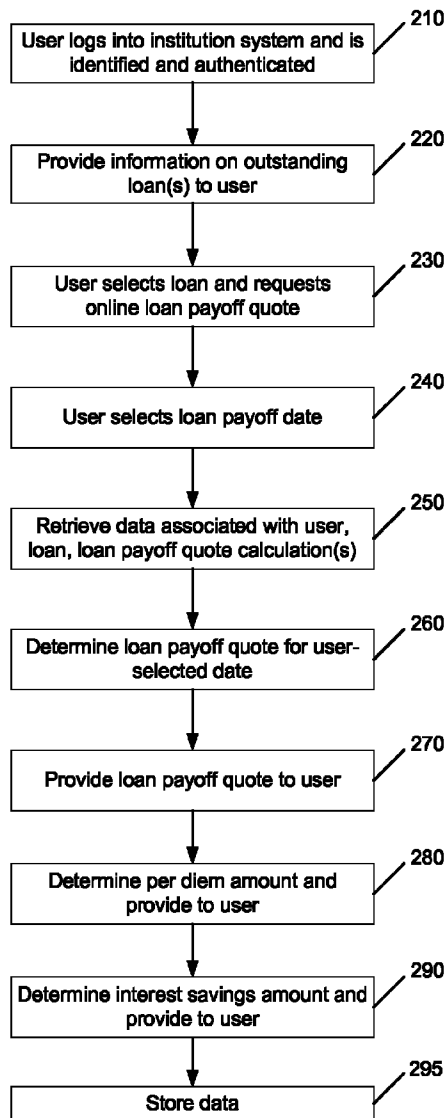 210
User logs into institution system and is
identified and authenticated
220
Provide information on outstanding
loan(s) to user
230
User selects loan and requests
online loan payoff quote
240
User selects loan payoff date
250
Retrieve data associated with user,
loan, loan payoff quote calculation(s)
260
Determine loan payoff quote for user-
selected date
270
Provide loan payoff quote to user
280
Determine per diem amount and
provide to user
290
Determine interest savings amount and
provide to user
295
Store data